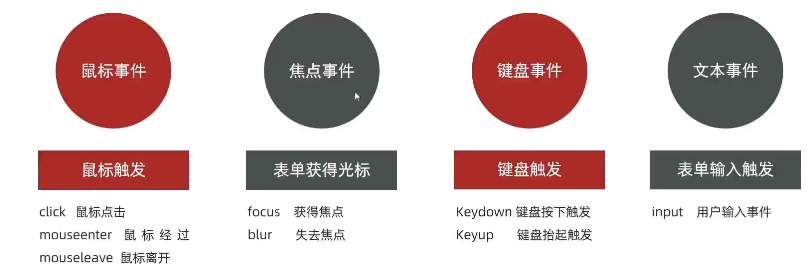 鼠标事件
焦点事件
键盘事件
文本事件
鼠标触发
表单获得光标
键盘触发
表单输入触发
click 鼠标点击
mouseenter 鼠标经过
mouseleave 鼠标离开
focus 获得焦点
blur 失去焦点
Keydown 键盘按下触发
Keyup 键盘抬起触发
input 用户输入事件